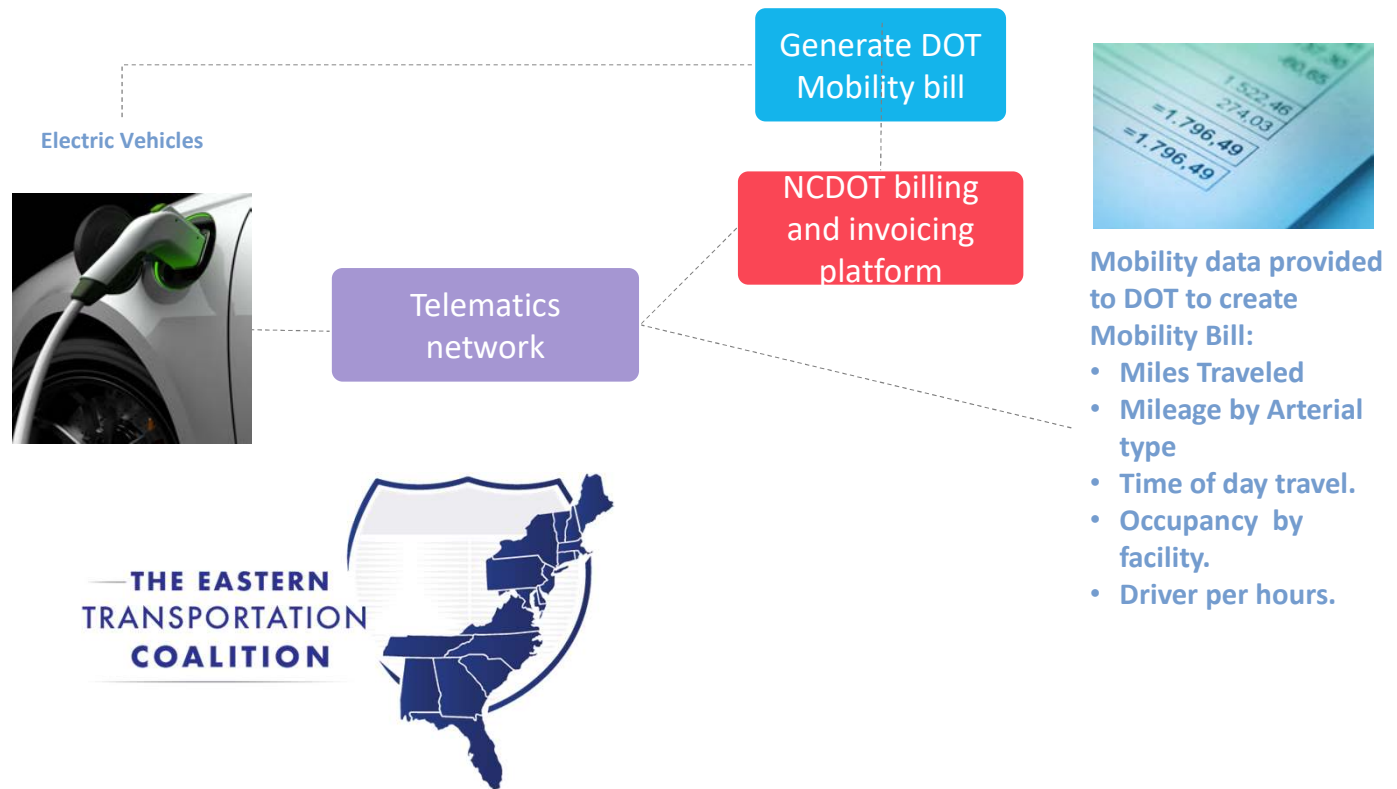 Generate DOT
Mobility bill
Electric Vehicles
NCDOT billing
and invoicing
platform
Telematics
network
1.522,46
274,03
=1.796,49
=1.796,49
Mobility data provided
to DOT to create
Mobility Bill:
• Miles Traveled
• Mileage by Arterial
type
• Time of day travel.
• Occupancy by
facility.
• Driver per hours.
THE EASTERN
TRANSPORTATION
COALITION